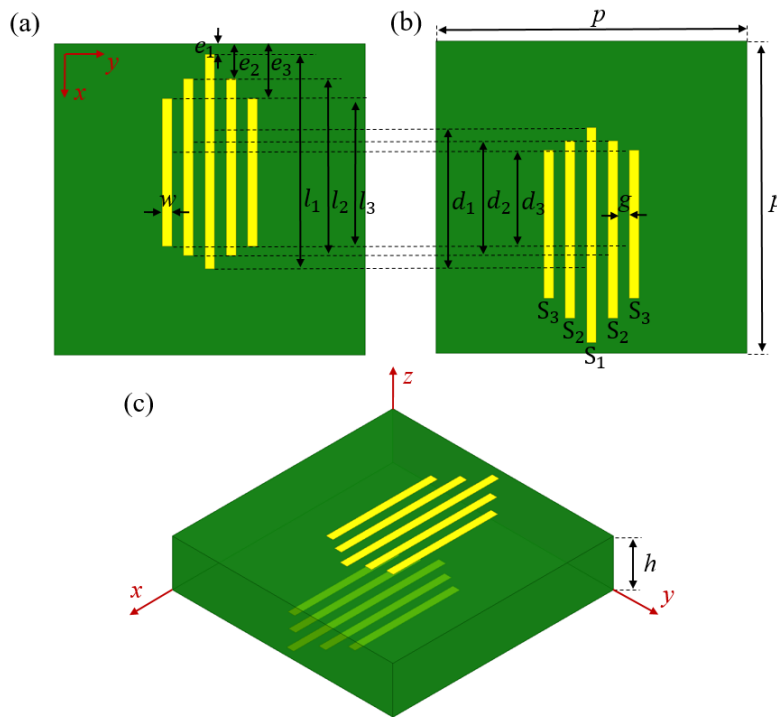 (a)
(b)
p
e₁
e₂
e₃
y
x
w
l₁
l₂
l₃
d₁
d₂
d₃
g
p
S₃
S₂
S₁
S₂
S₃
(c)
z
h
x
y